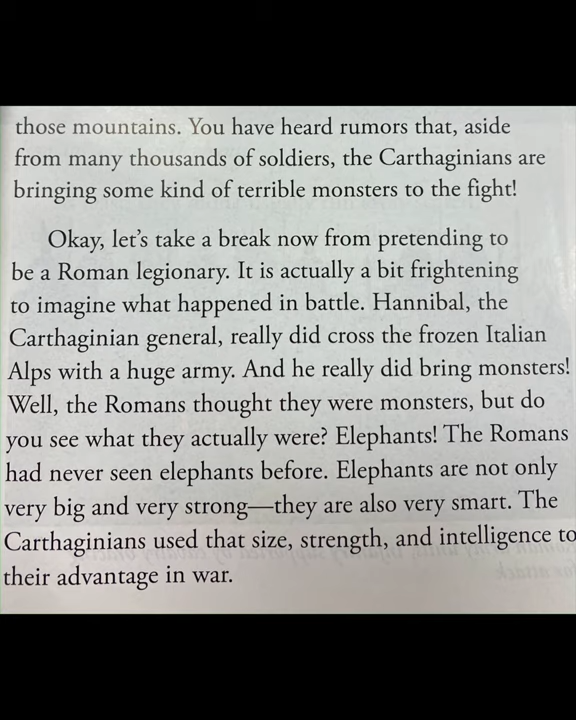 those mountains. You have heard rumors that, aside
from many thousands of soldiers, the Carthaginians are
bringing some kind of terrible monsters to the fight!
Okay, let's take a break now from pretending to
be a Roman legionary. It is actually a bit frightening
to imagine what happened in battle. Hannibal, the
Carthaginian general, really did cross the frozen Italian
Alps with a huge army. And he really did bring monsters!
Well, the Romans thought they were monsters, but do
you see what they actually were? Elephants! The Romans
had never seen elephants before. Elephants are not only
very big and very strong—they are also very smart. The
Carthaginians used that size, strength, and intelligence to
their advantage in war.